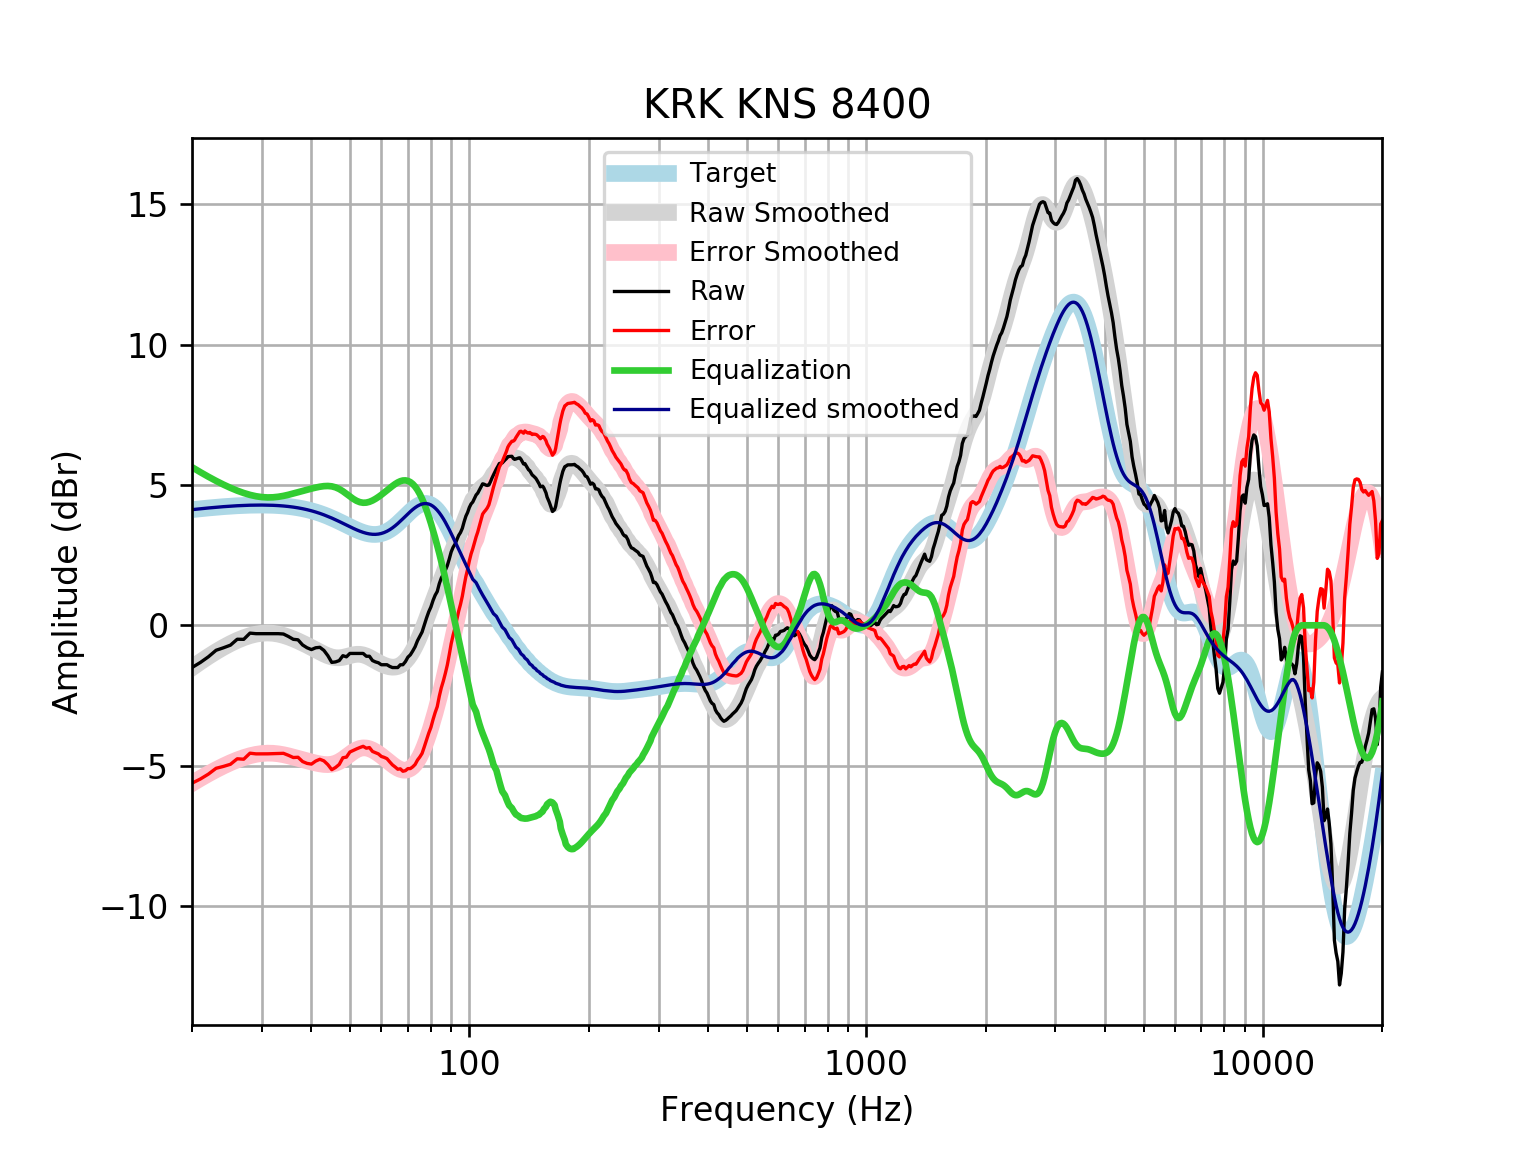 KRK KNS 8400
Target
Raw Smoothed
Error Smoothed
Raw
Error
Equalization
Equalized smoothed
15
10
5
0
−5
−10
Amplitude (dBr)
100
1000
10000
Frequency (Hz)